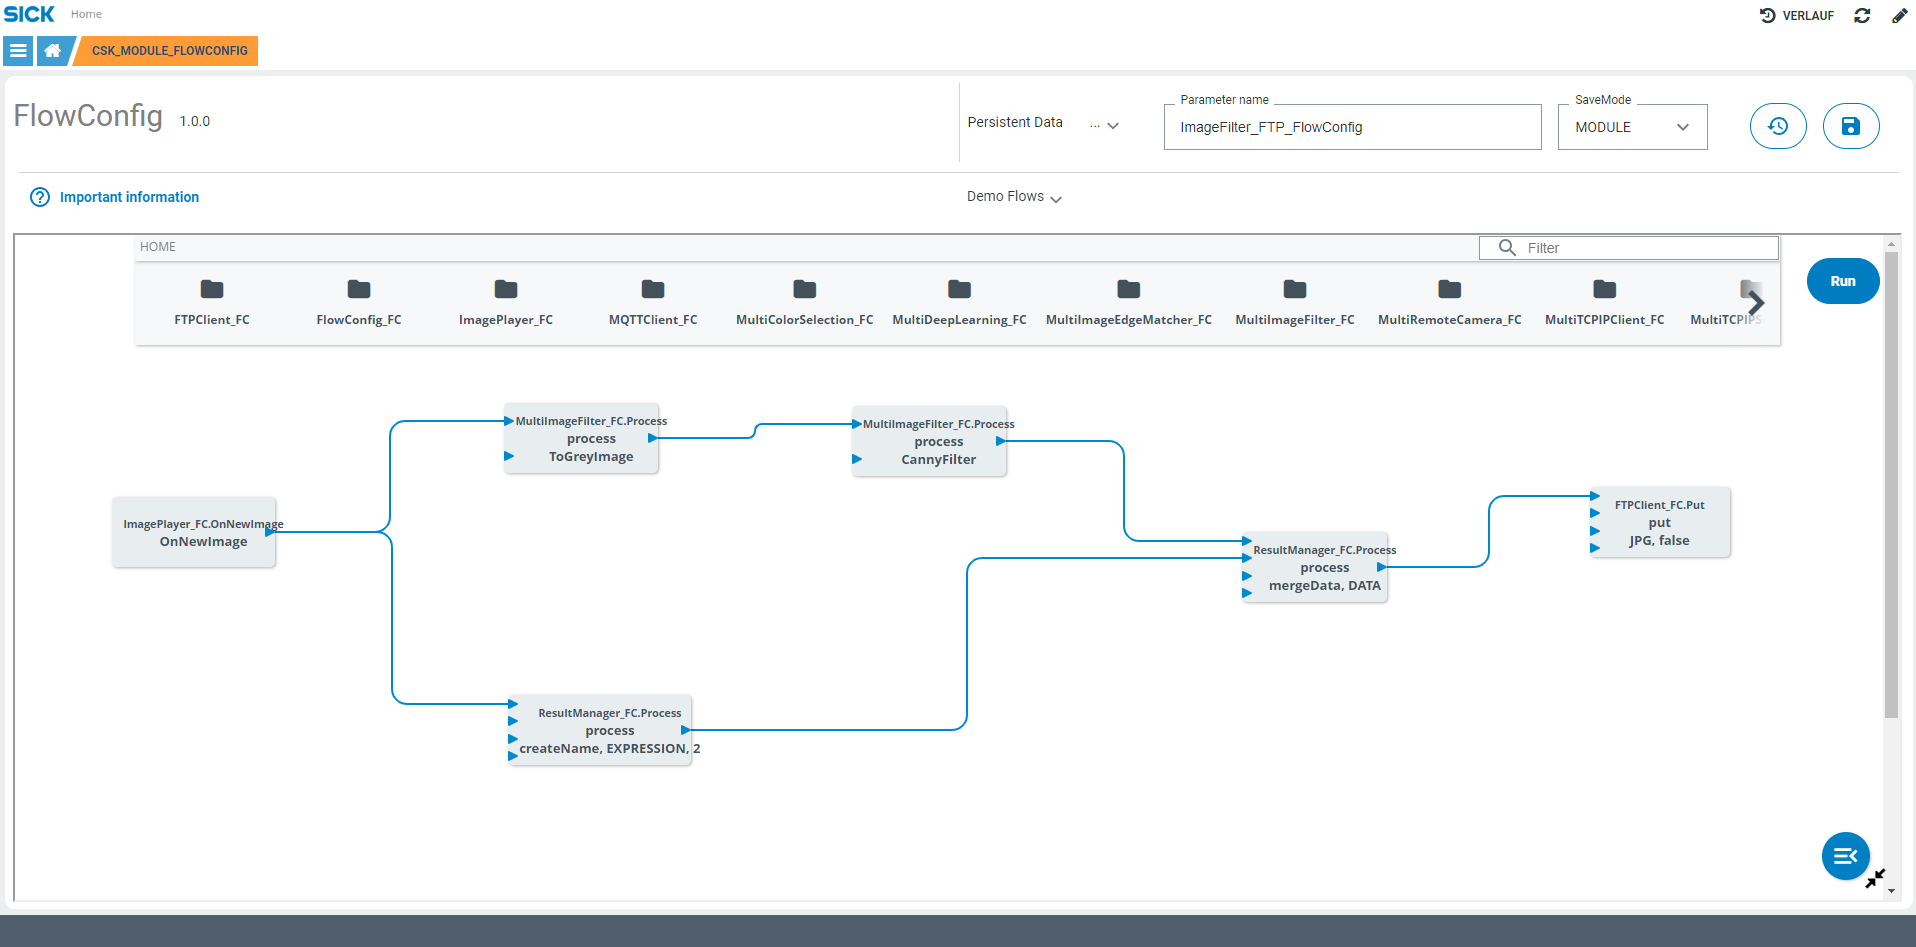 SICK Home
VERLAUF
CSK_MODULE_FLOWCONFIG
FlowConfig 1.0.0
Persistent Data ...
Parameter name
ImageFilter_FTP_FlowConfig
SaveMode
MODULE
Important information
Demo Flows
HOME
Filter
Run
FTPClient_FC
FlowConfig_FC
ImagePlayer_FC
MQTTClient_FC
MultiColorSelection_FC
MultiDeepLearning_FC
MultiImageEdgeMatcher_FC
MultiImageFilter_FC
MultiRemoteCamera_FC
MultiTCPIPClient_FC
MultiTCPIPS
MultiImageFilter_FC.Process
process
ToGreyImage
MultiImageFilter_FC.Process
process
CannyFilter
ImagePlayer_FC.OnNewImage
OnNewImage
FTPClient_FC.Put
put
JPG, false
ResultManager_FC.Process
process
mergeData, DATA
ResultManager_FC.Process
process
createName, EXPRESSION, 2